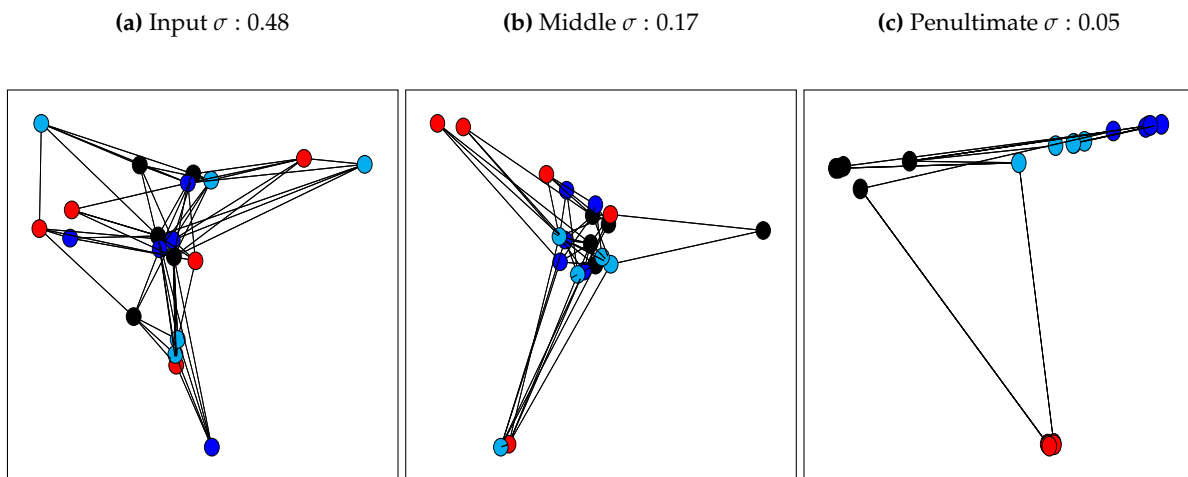 (a) Input σ : 0.48
(b) Middle σ : 0.17
(c) Penultimate σ : 0.05